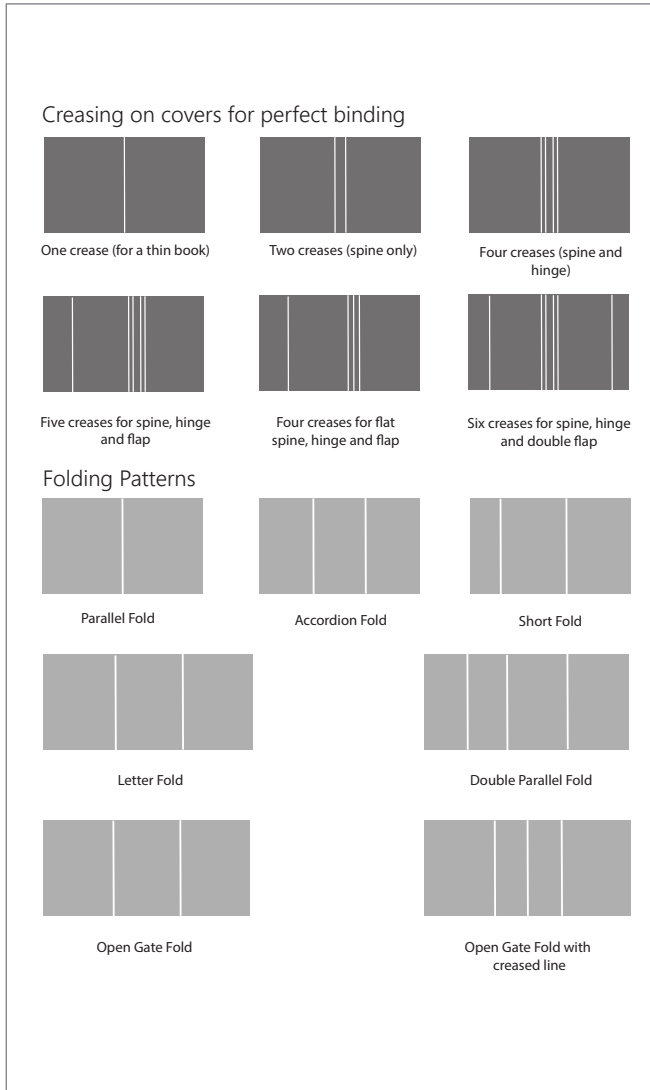 Creasing on covers for perfect binding
One crease (for a thin book)
Two creases (spine only)
Four creases (spine and
hinge)
Five creases for spine, hinge
and flap
Four creases for flat
spine, hinge and flap
Six creases for spine, hinge
and double flap
Folding Patterns
Parallel Fold
Accordion Fold
Short Fold
Letter Fold
Double Parallel Fold
Open Gate Fold
Open Gate Fold with
creased line